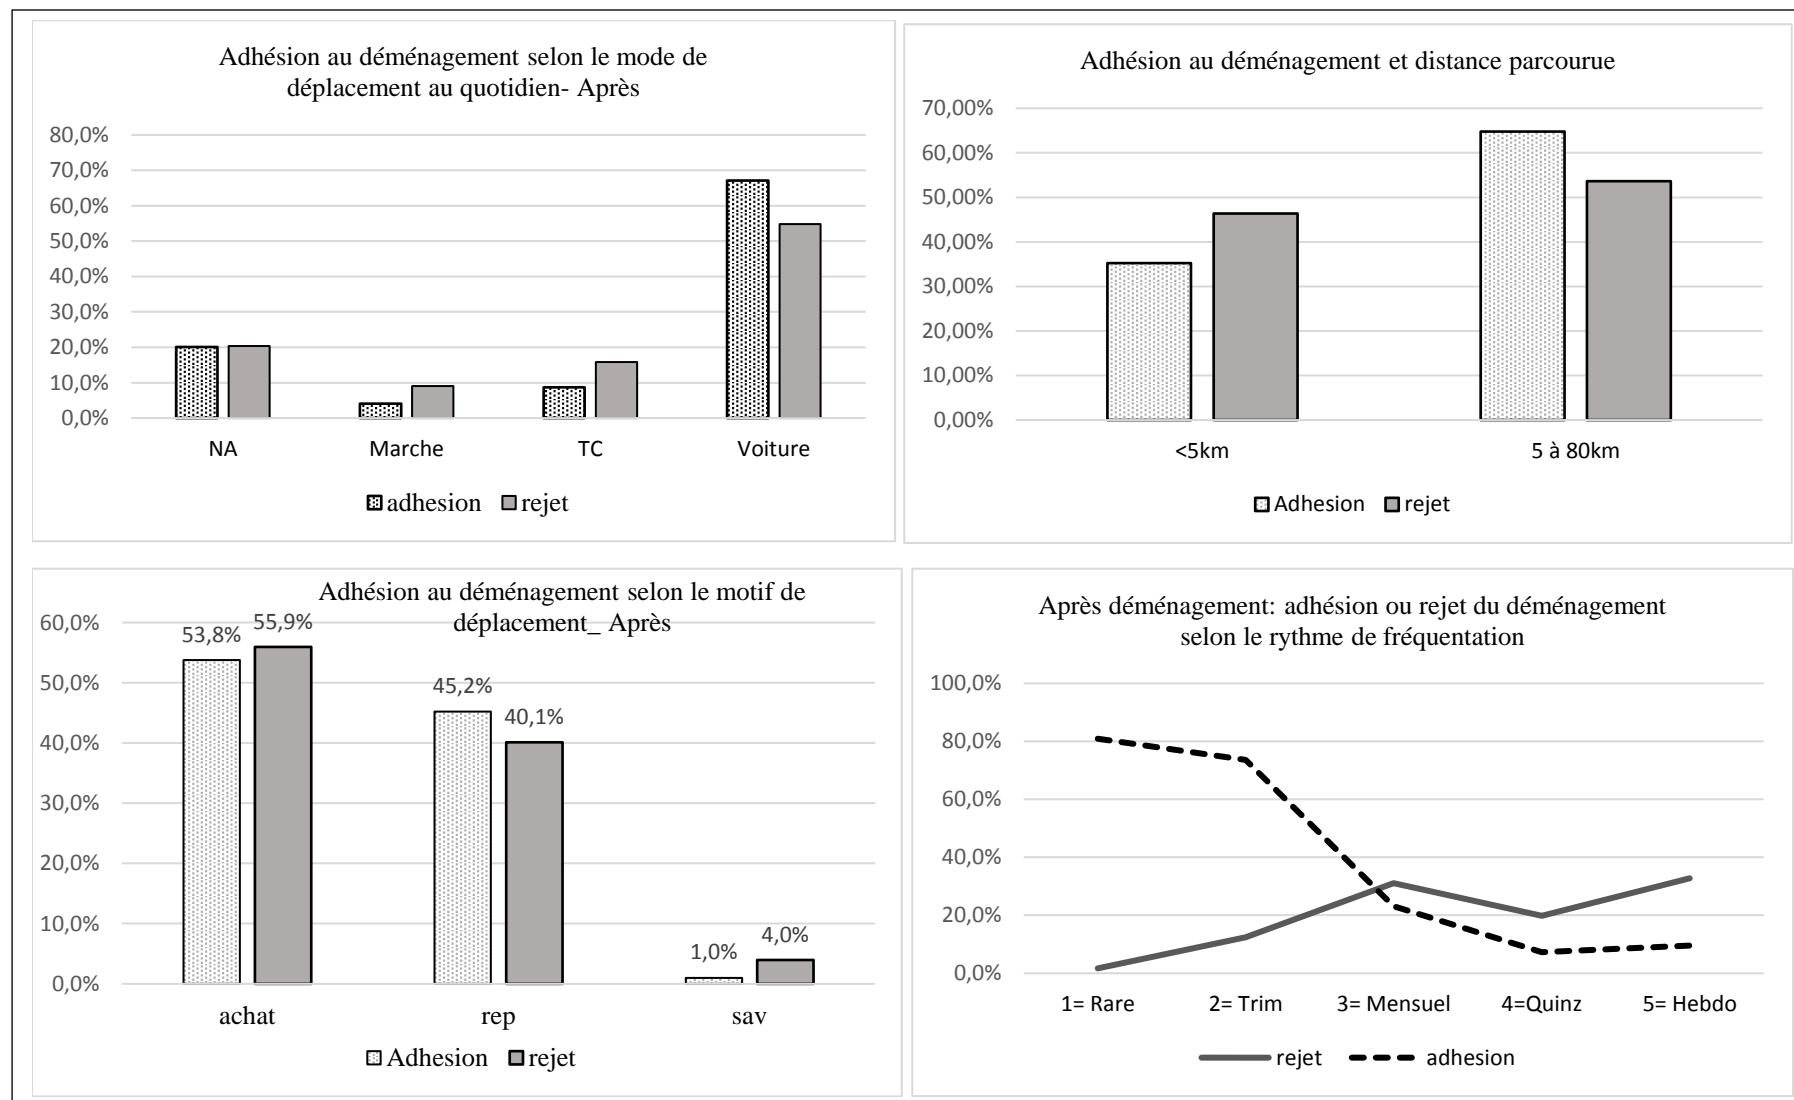 Adhésion au déménagement selon le mode de
déplacement au quotidien- Après
80,0%
70,0%
60,0%
50,0%
40,0%
30,0%
20,0%
10,0%
0,0%
NA Marche TC Voiture
adhesion rejet
Adhésion au déménagement et distance parcourue
70,00%
60,00%
50,00%
40,00%
30,00%
20,00%
10,00%
0,00%
<5km 5 à 80km
Adhesion rejet
Adhésion au déménagement selon le motif de
déplacement_ Après
60,0%
50,0%
40,0%
30,0%
20,0%
10,0%
0,0%
53,8% 55,9%
45,2%
40,1%
1,0%
4,0%
achat rep sav
Adhesion rejet
Après déménagement: adhésion ou rejet du déménagement
selon le rythme de fréquentation
100,0%
80,0%
60,0%
40,0%
20,0%
0,0%
1= Rare 2= Trim 3= Mensuel 4=Quinz 5= Hebdo
rejet adhesion